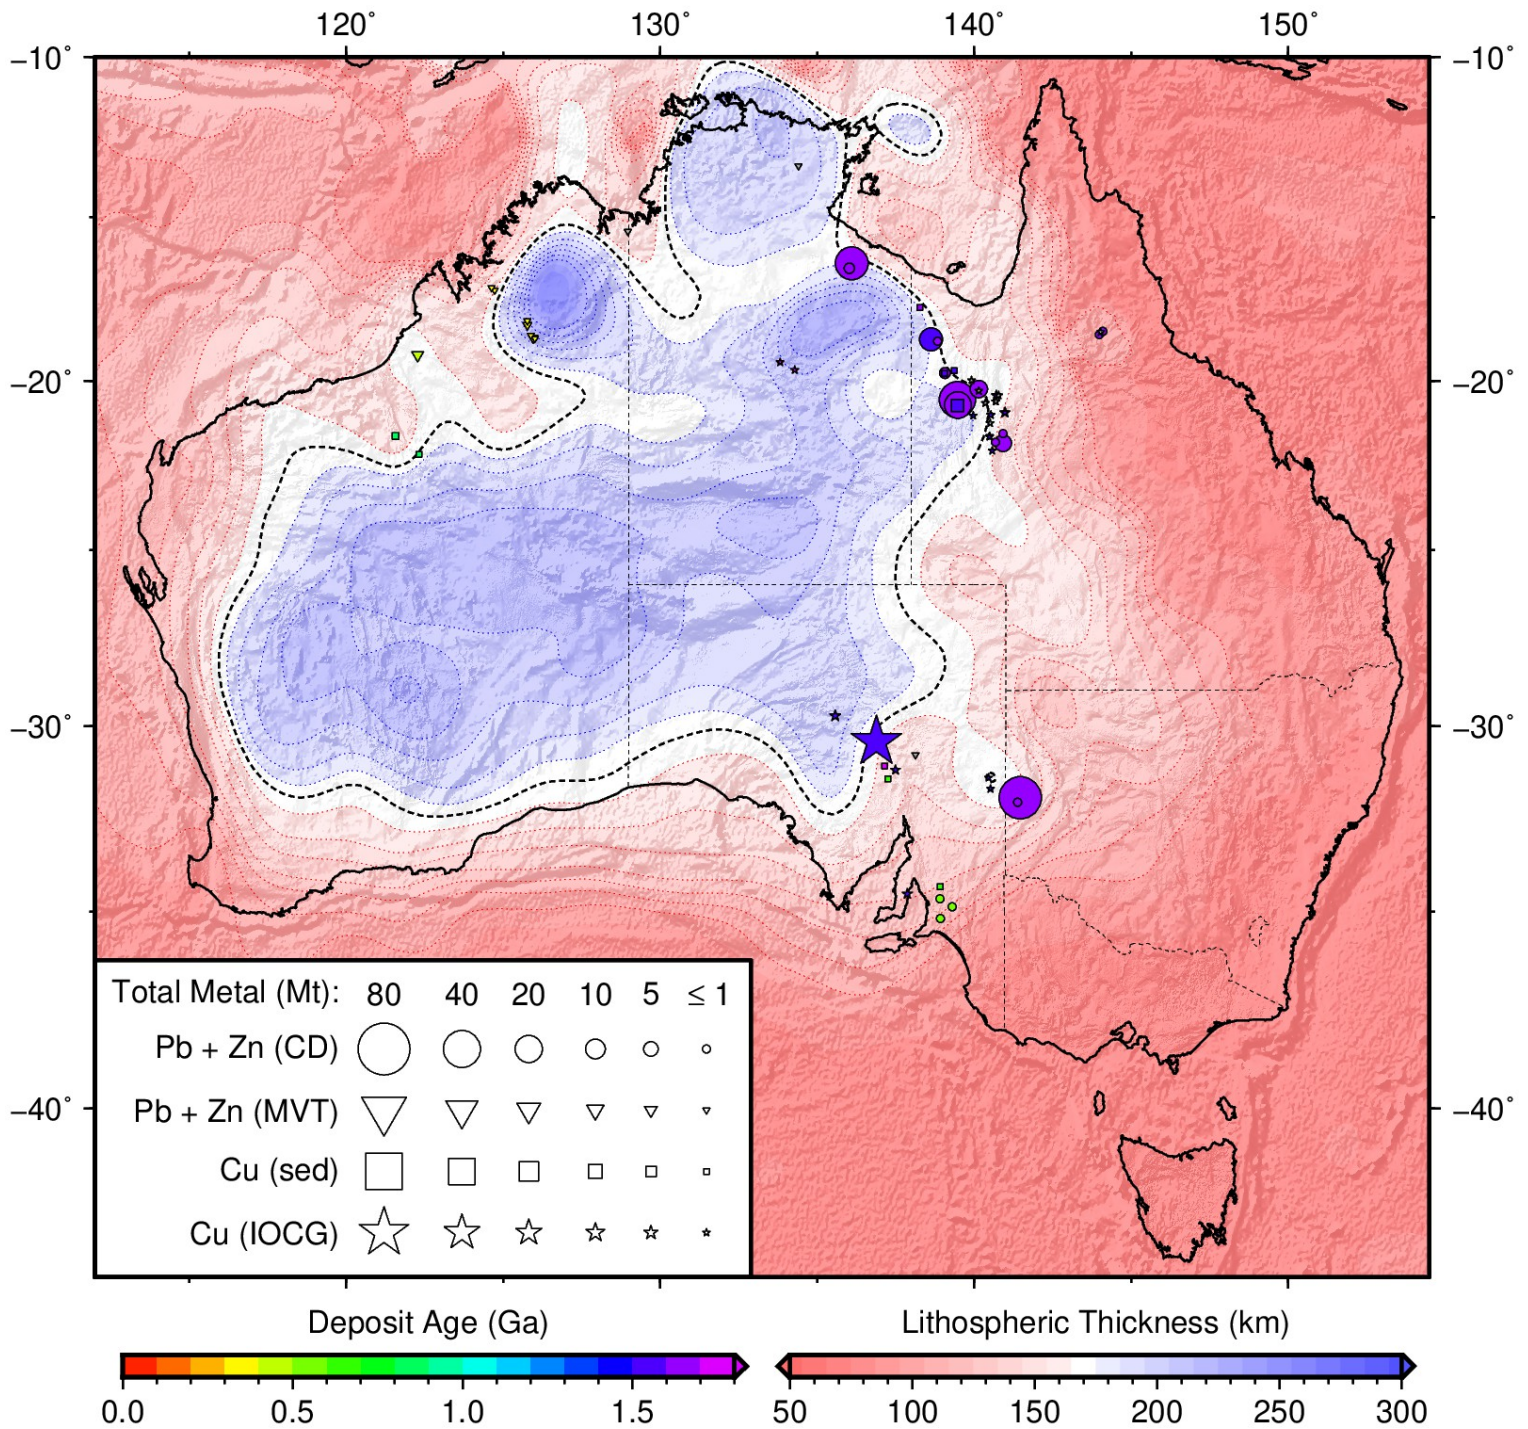 120˚ 130˚ 140˚ 150˚
−10˚ −10˚
−20˚ −20˚
−30˚ −30˚
−40˚ −40˚
Total Metal (Mt): 80 40 20 10 5 ≤ 1
Pb + Zn (CD)
Pb + Zn (MVT)
Cu (sed)
Cu (IOCG)
Deposit Age (Ga) Lithospheric Thickness (km)
0.0 0.5 1.0 1.5 50 100 150 200 250 300